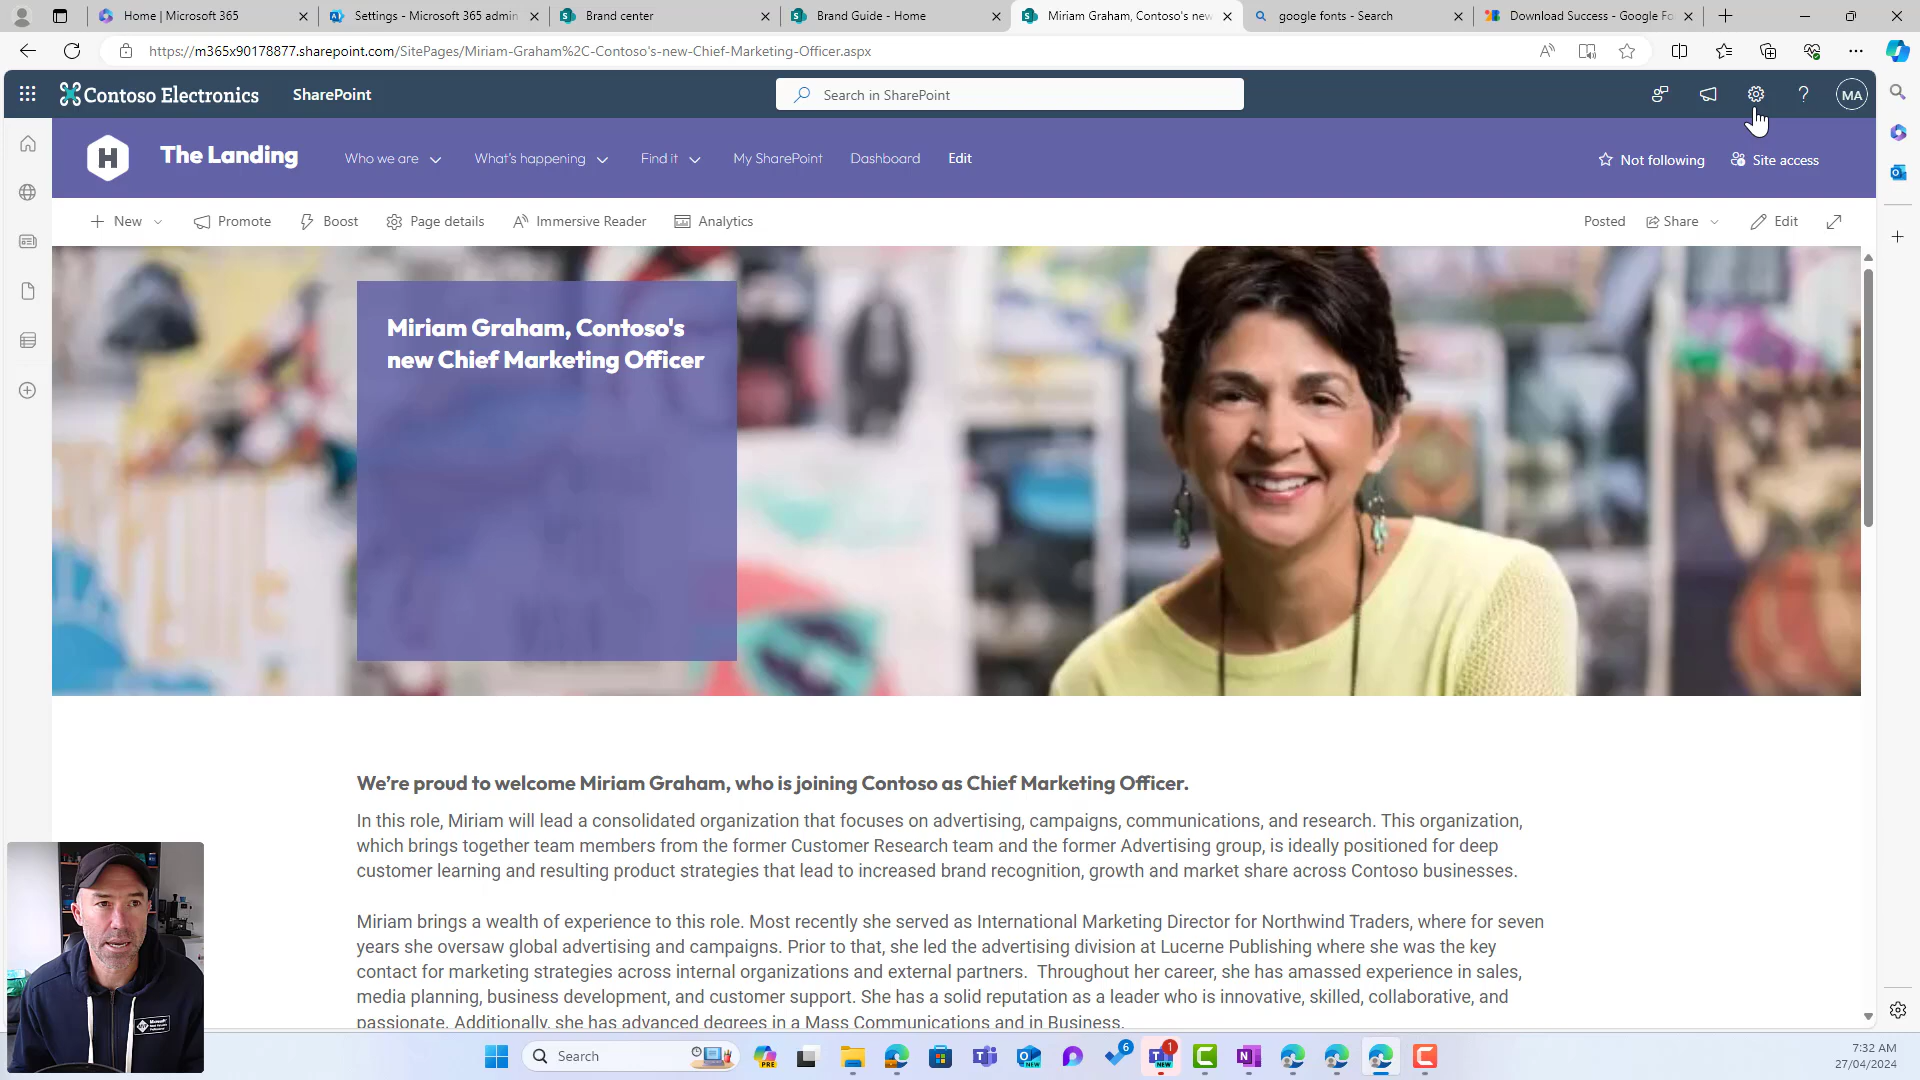 Home | Microsoft 365
Settings - Microsoft 365 admin
Brand center
Brand Guide - Home
Miriam Graham, Contoso's new
google fonts - Search
Download Success - Google Fo
https://m365x90178877.sharepoint.com/SitePages/Miriam-Graham%2C-Contoso's-new-Chief-Marketing-Officer.aspx
Contoso Electronics
SharePoint
Search in SharePoint
MA
H
The Landing
Who we are
What's happening
Find it
My SharePoint
Dashboard
Edit
Not following
Site access
New
Promote
Boost
Page details
Immersive Reader
Analytics
Posted
Share
Edit
Miriam Graham, Contoso's
new Chief Marketing Officer
We're proud to welcome Miriam Graham, who is joining Contoso as Chief Marketing Officer.
In this role, Miriam will lead a consolidated organization that focuses on advertising, campaigns, communications, and research. This organization,
which brings together team members from the former Customer Research team and the former Advertising group, is ideally positioned for deep
customer learning and resulting product strategies that lead to increased brand recognition, growth and market share across Contoso businesses.
Miriam brings a wealth of experience to this role. Most recently she served as International Marketing Director for Northwind Traders, where for seven
years she oversaw global advertising and campaigns. Prior to that, she led the advertising division at Lucerne Publishing where she was the key
contact for marketing strategies across internal organizations and external partners.  Throughout her career, she has amassed experience in sales,
media planning, business development, and customer support. She has a solid reputation as a leader who is innovative, skilled, collaborative, and
passionate. Additionally, she has advanced degrees in a Mass Communications and in Business.
Search
PRE
NEW
6
1
NEW
7:32 AM
27/04/2024